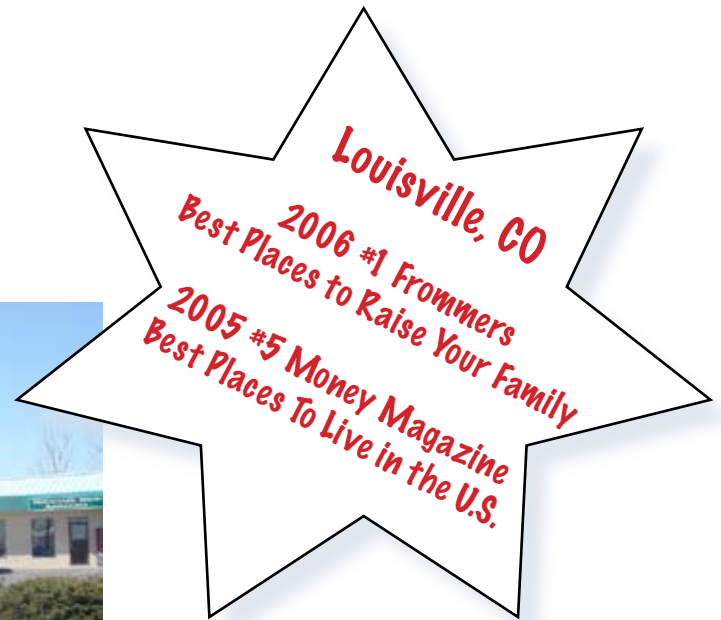 Louisville, CO
2006 #1 Frommers
Best Places to Raise Your Family
2005 #5 Money Magazine
Best Places To Live in the U.S.